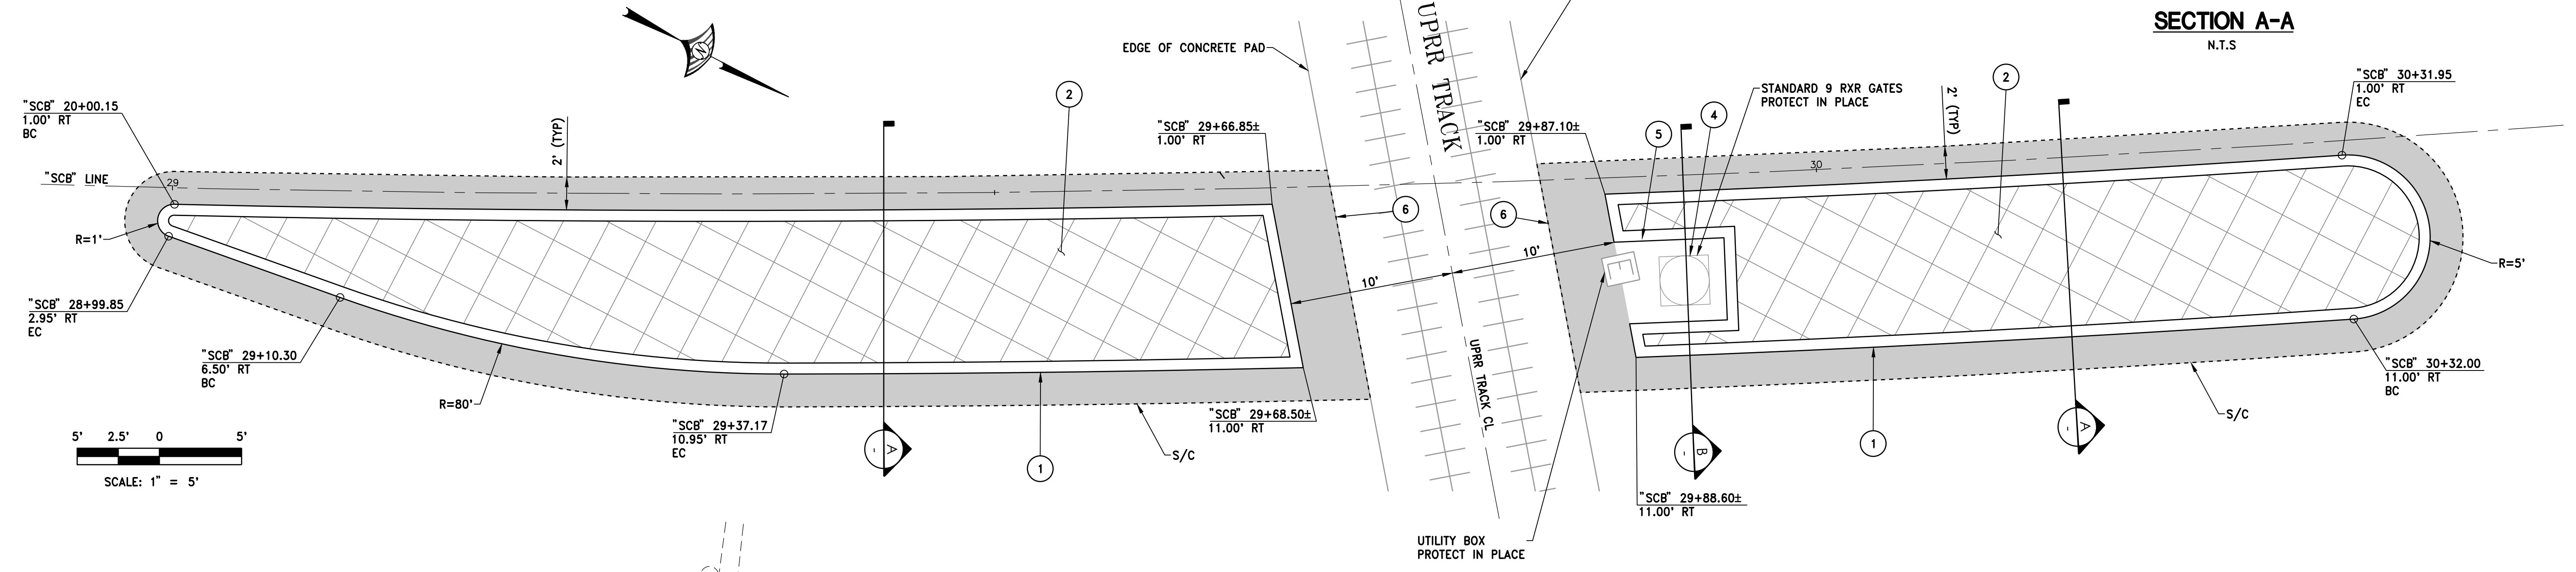 SECTION A-A
N.T.S
N
EDGE OF CONCRETE PAD
UPRR TRACK
STANDARD 9 RXR GATES
PROTECT IN PLACE
"SCB" 30+31.95
1.00' RT
EC
"SCB" 20+00.15
1.00' RT
BC
2
2
4
5
2' (TYP)
2' (TYP)
"SCB" 29+66.85±
1.00' RT
"SCB" 29+87.10±
1.00' RT
"SCB" LINE
29
30
6
6
R=1'
10'
10'
R=5'
"SCB" 28+99.85
2.95' RT
EC
"SCB" 29+10.30
6.50' RT
BC
R=80'
"SCB" 29+37.17
10.95' RT
EC
A
-
1
S/C
"SCB" 29+68.50±
11.00' RT
UPRR TRACK CL
B
-
1
A
-
S/C
"SCB" 30+32.00
11.00' RT
BC
"SCB" 29+88.60±
11.00' RT
UTILITY BOX
PROTECT IN PLACE
5' 2.5' 0 5'
SCALE: 1" = 5'